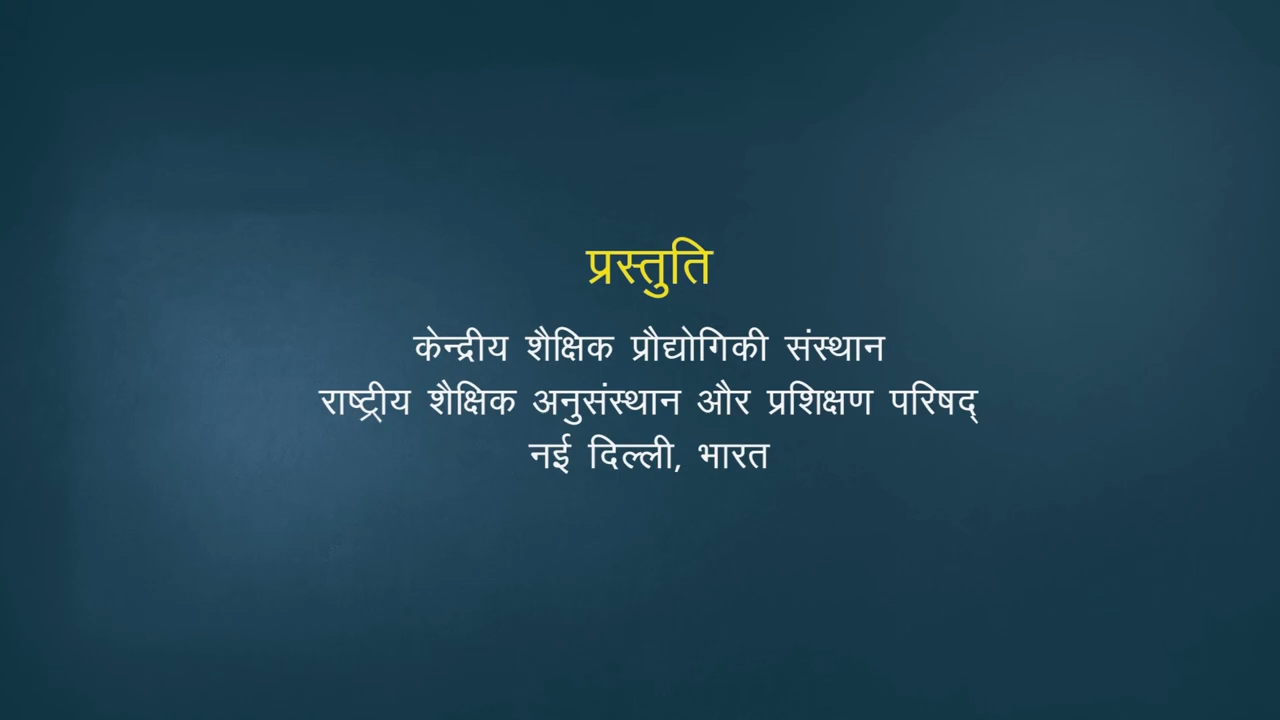 प्रस्तुति
केन्द्रीय शैक्षिक प्रौद्योगिकी संस्थान
राष्ट्रीय शैक्षिक अनुसंस्थान और प्रशिक्षण परिषद्
नई दिल्ली, भारत